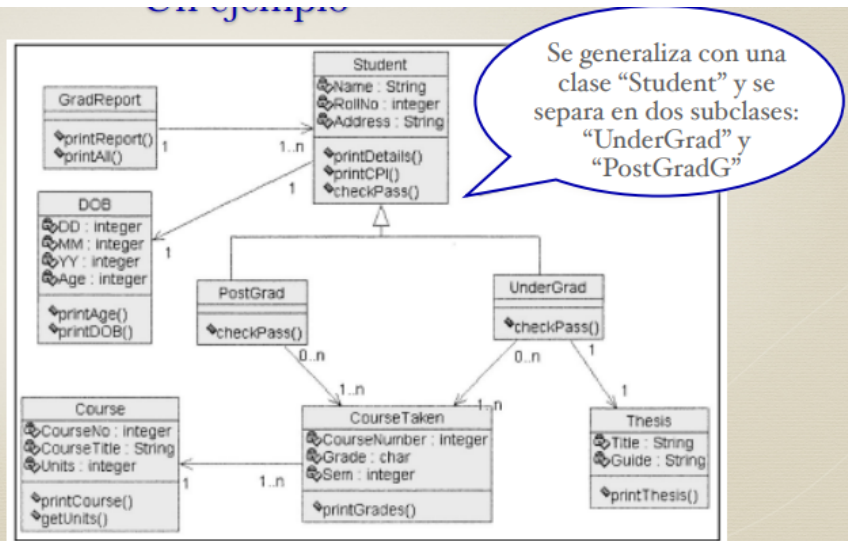 Un ejemplo
Se generaliza con una
clase “Student” y se
separa en dos subclases:
“UnderGrad” y
“PostGradG”
GradReport
printReport()
printAll()
1
1..n
Student
Name : String
RollNo : integer
Address : String
printDetails()
printCPI()
checkPass()
1
1
DOB
DD : integer
MM : integer
YY : integer
Age : integer
printAge()
printDOB()
PostGrad
checkPass()
0..n
1..n
UnderGrad
checkPass()
0..n
1..n
1
1
Course
CourseNo : integer
CourseTitle : String
Units : integer
printCourse()
getUnits()
1
1..n
CourseTaken
CourseNumber : integer
Grade : char
Sem : integer
printGrades()
Thesis
Title : String
Guide : String
printThesis()